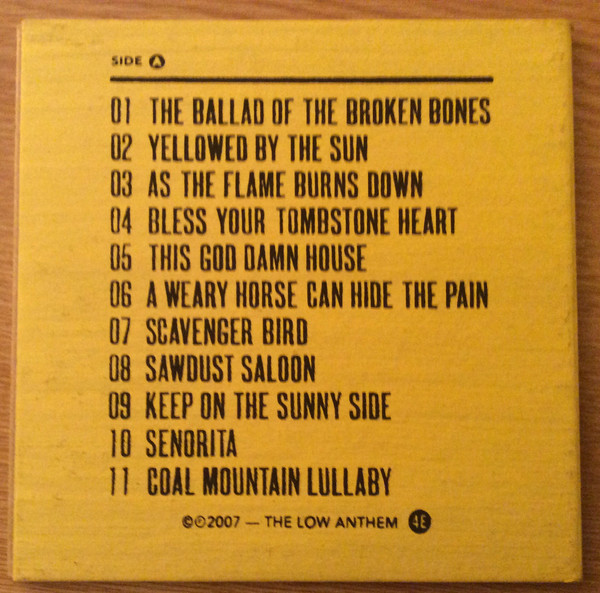 SIDE A
01 THE BALLAD OF THE BROKEN BONES
02 YELLOWED BY THE SUN
03 AS THE FLAME BURNS DOWN
04 BLESS YOUR TOMBSTONE HEART
05 THIS GOD DAMN HOUSE
06 A WEARY HORSE CAN HIDE THE PAIN
07 SCAVENGER BIRD
08 SAWDUST SALOON
09 KEEP ON THE SUNNY SIDE
10 SENORITA
11 COAL MOUNTAIN LULLABY
©℗2007 — THE LOW ANTHEM 4E